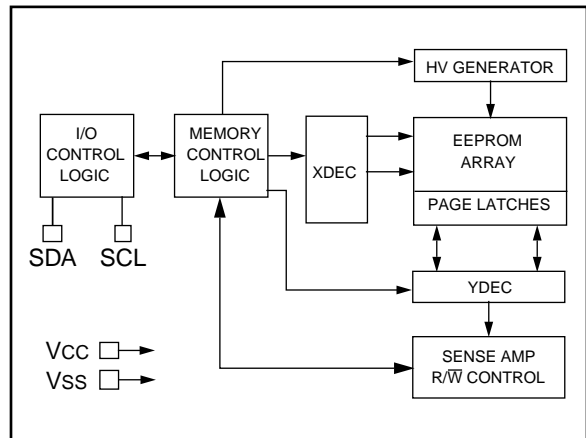 HV GENERATOR
I/O
CONTROL
LOGIC
MEMORY
CONTROL
LOGIC
XDEC
EEPROM
ARRAY
PAGE LATCHES
SDA
SCL
YDEC
VCC
VSS
SENSE AMP
R/W̅ CONTROL